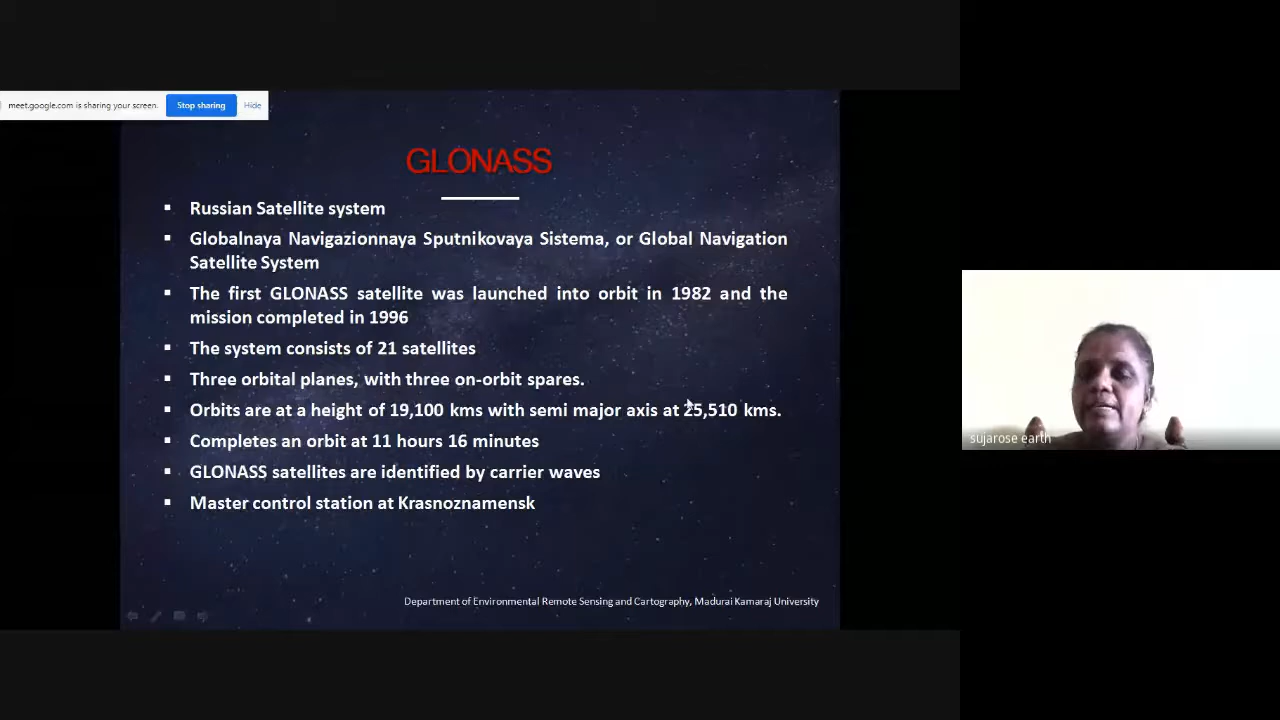 meet.google.com is sharing your screen. Stop sharing Hide
GLONASS
Russian Satellite system
Globalnaya Navigazionnaya Sputnikovaya Sistema, or Global Navigation
Satellite System
The first GLONASS satellite was launched into orbit in 1982 and the
mission completed in 1996
The system consists of 21 satellites
Three orbital planes, with three on-orbit spares.
Orbits are at a height of 19,100 kms with semi major axis at 25,510 kms.
Completes an orbit at 11 hours 16 minutes
GLONASS satellites are identified by carrier waves
Master control station at Krasnoznamensk
sujarose earth
Department of Environmental Remote Sensing and Cartography, Madurai Kamaraj University